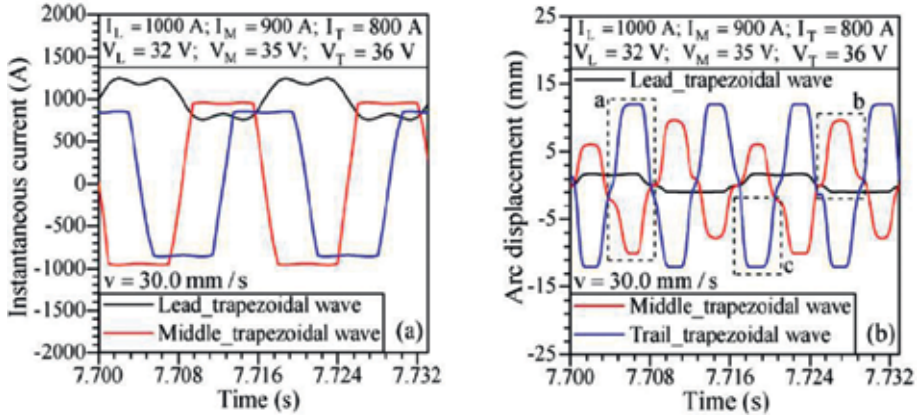 I_L = 1000 A; I_M = 900 A; I_T = 800 A
V_L = 32 V; V_M = 35 V; V_T = 36 V
Instantaneous current (A)
2000
1500
1000
500
0
-500
-1000
-1500
-2000
v = 30.0 mm / s
Lead_trapezoidal wave
Middle_trapezoidal wave
(a)
7.700
7.708
7.716
7.724
7.732
Time (s)
I_L = 1000 A; I_M = 900 A; I_T = 800 A
V_L = 32 V; V_M = 35 V; V_T = 36 V
Lead_trapezoidal wave
Arc displacement (mm)
25
15
5
-5
-15
-25
a
b
c
v = 30.0 mm / s
Middle_trapezoidal wave
Trail_trapezoidal wave
(b)
7.700
7.708
7.716
7.724
7.732
Time (s)